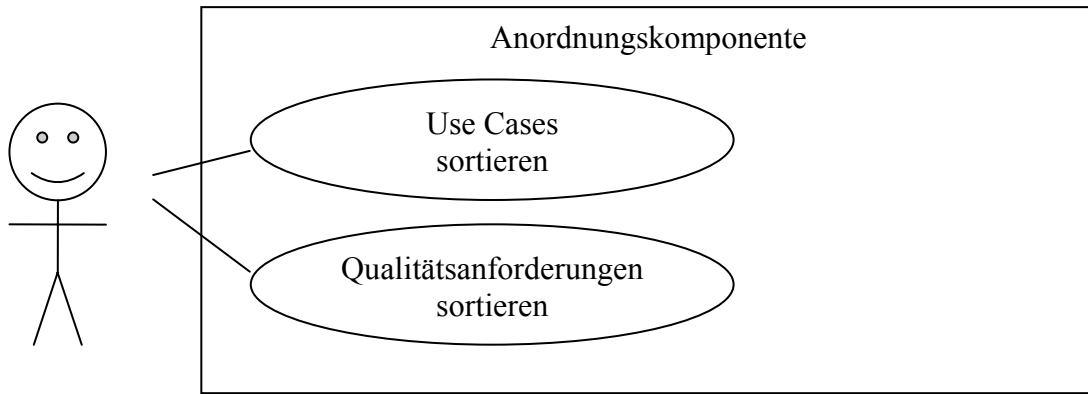 Anordnungskomponente
Use Cases
sortieren
Qualitätsanforderungen
sortieren